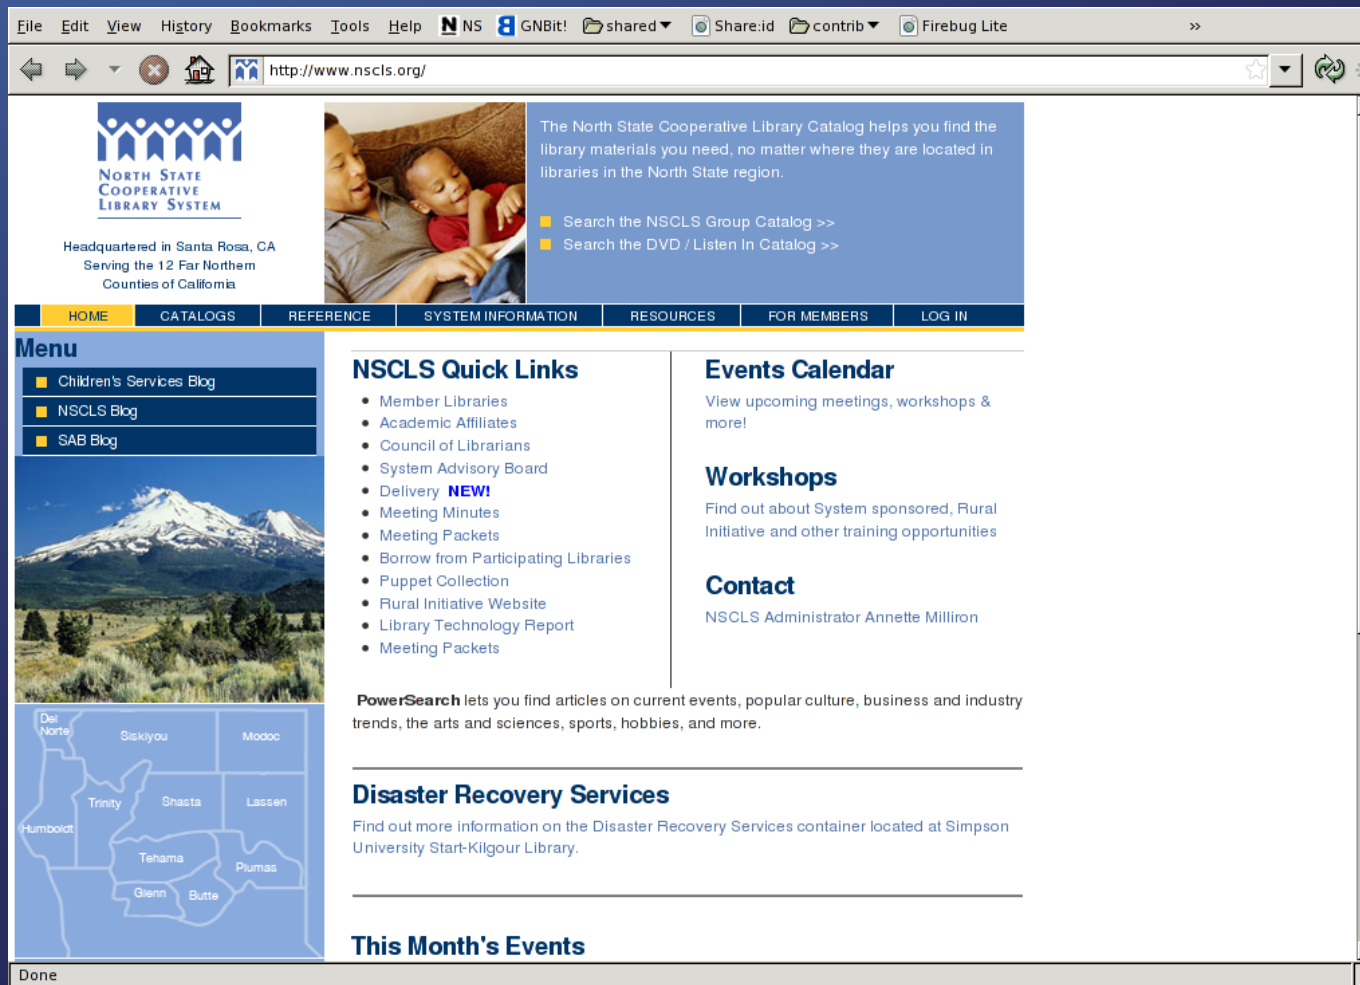 File Edit View History Bookmarks Tools Help NS GNBit! shared Share:id contrib Firebug Lite »
http://www.nscls.org/
NORTH STATE
COOPERATIVE
LIBRARY SYSTEM
Headquartered in Santa Rosa, CA
Serving the 12 Far Northern
Counties of California
The North State Cooperative Library Catalog helps you find the
library materials you need, no matter where they are located in
libraries in the North State region.
Search the NSCLS Group Catalog >>
Search the DVD / Listen In Catalog >>
HOME CATALOGS REFERENCE SYSTEM INFORMATION RESOURCES FOR MEMBERS LOG IN
Menu
Children's Services Blog
NSCLS Blog
SAB Blog
Del
Norte
Siskiyou
Modoc
Trinity
Shasta
Lassen
Humboldt
Tehama
Plumas
Glenn
Butte
NSCLS Quick Links
Member Libraries
Academic Affiliates
Council of Librarians
System Advisory Board
Delivery NEW!
Meeting Minutes
Meeting Packets
Borrow from Participating Libraries
Puppet Collection
Rural Initiative Website
Library Technology Report
Meeting Packets
Events Calendar
View upcoming meetings, workshops &
more!
Workshops
Find out about System sponsored, Rural
Initiative and other training opportunities
Contact
NSCLS Administrator Annette Milliron
PowerSearch lets you find articles on current events, popular culture, business and industry
trends, the arts and sciences, sports, hobbies, and more.
Disaster Recovery Services
Find out more information on the Disaster Recovery Services container located at Simpson
University Start-Kilgour Library.
This Month's Events
Done